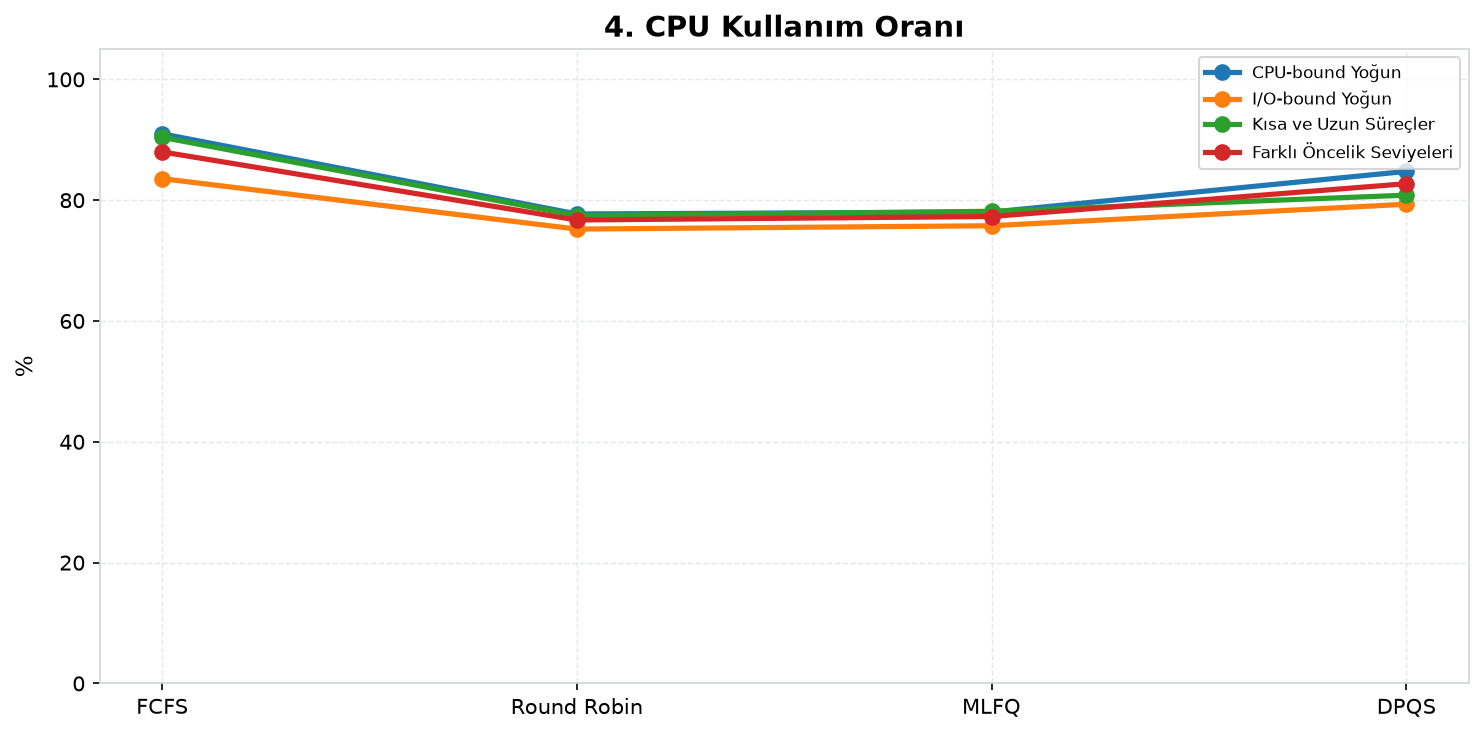 4. CPU Kullanım Oranı
CPU-bound Yoğun
I/O-bound Yoğun
Kısa ve Uzun Süreçler
Farklı Öncelik Seviyeleri
%
100
80
60
40
20
0
FCFS
Round Robin
MLFQ
DPQS